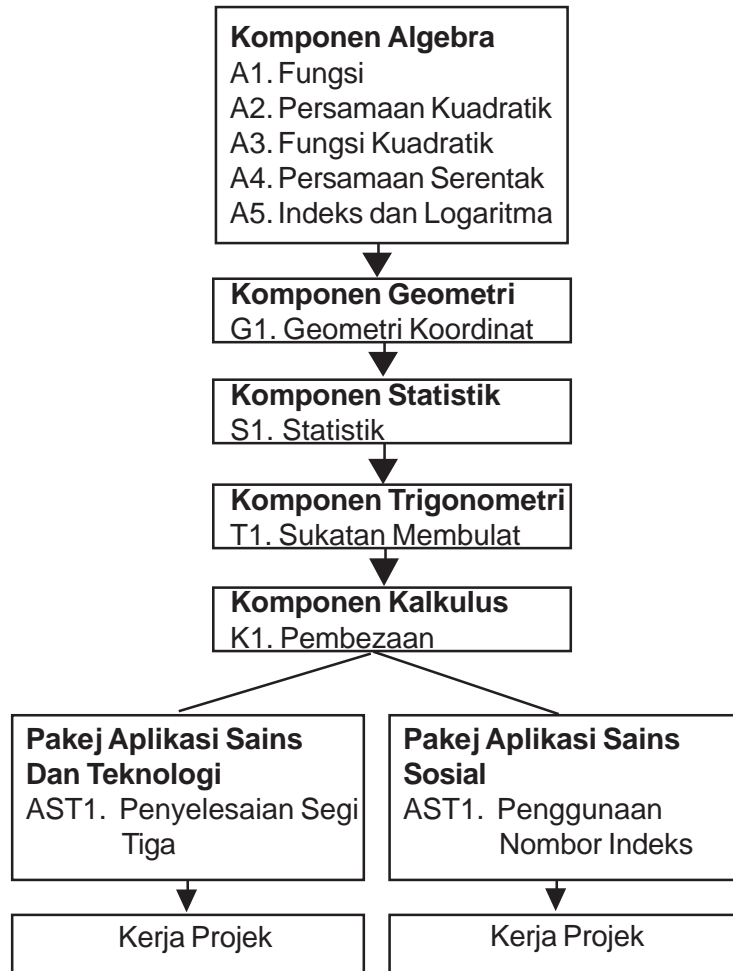 Komponen Algebra
A1. Fungsi
A2. Persamaan Kuadratik
A3. Fungsi Kuadratik
A4. Persamaan Serentak
A5. Indeks dan Logaritma
Komponen Geometri
G1. Geometri Koordinat
Komponen Statistik
S1. Statistik
Komponen Trigonometri
T1. Sukatan Membulat
Komponen Kalkulus
K1. Pembezaan
Pakej Aplikasi Sains
Dan Teknologi
AST1. Penyelesaian Segi
Tiga
Pakej Aplikasi Sains
Sosial
AST1. Penggunaan
Nombor Indeks
Kerja Projek
Kerja Projek